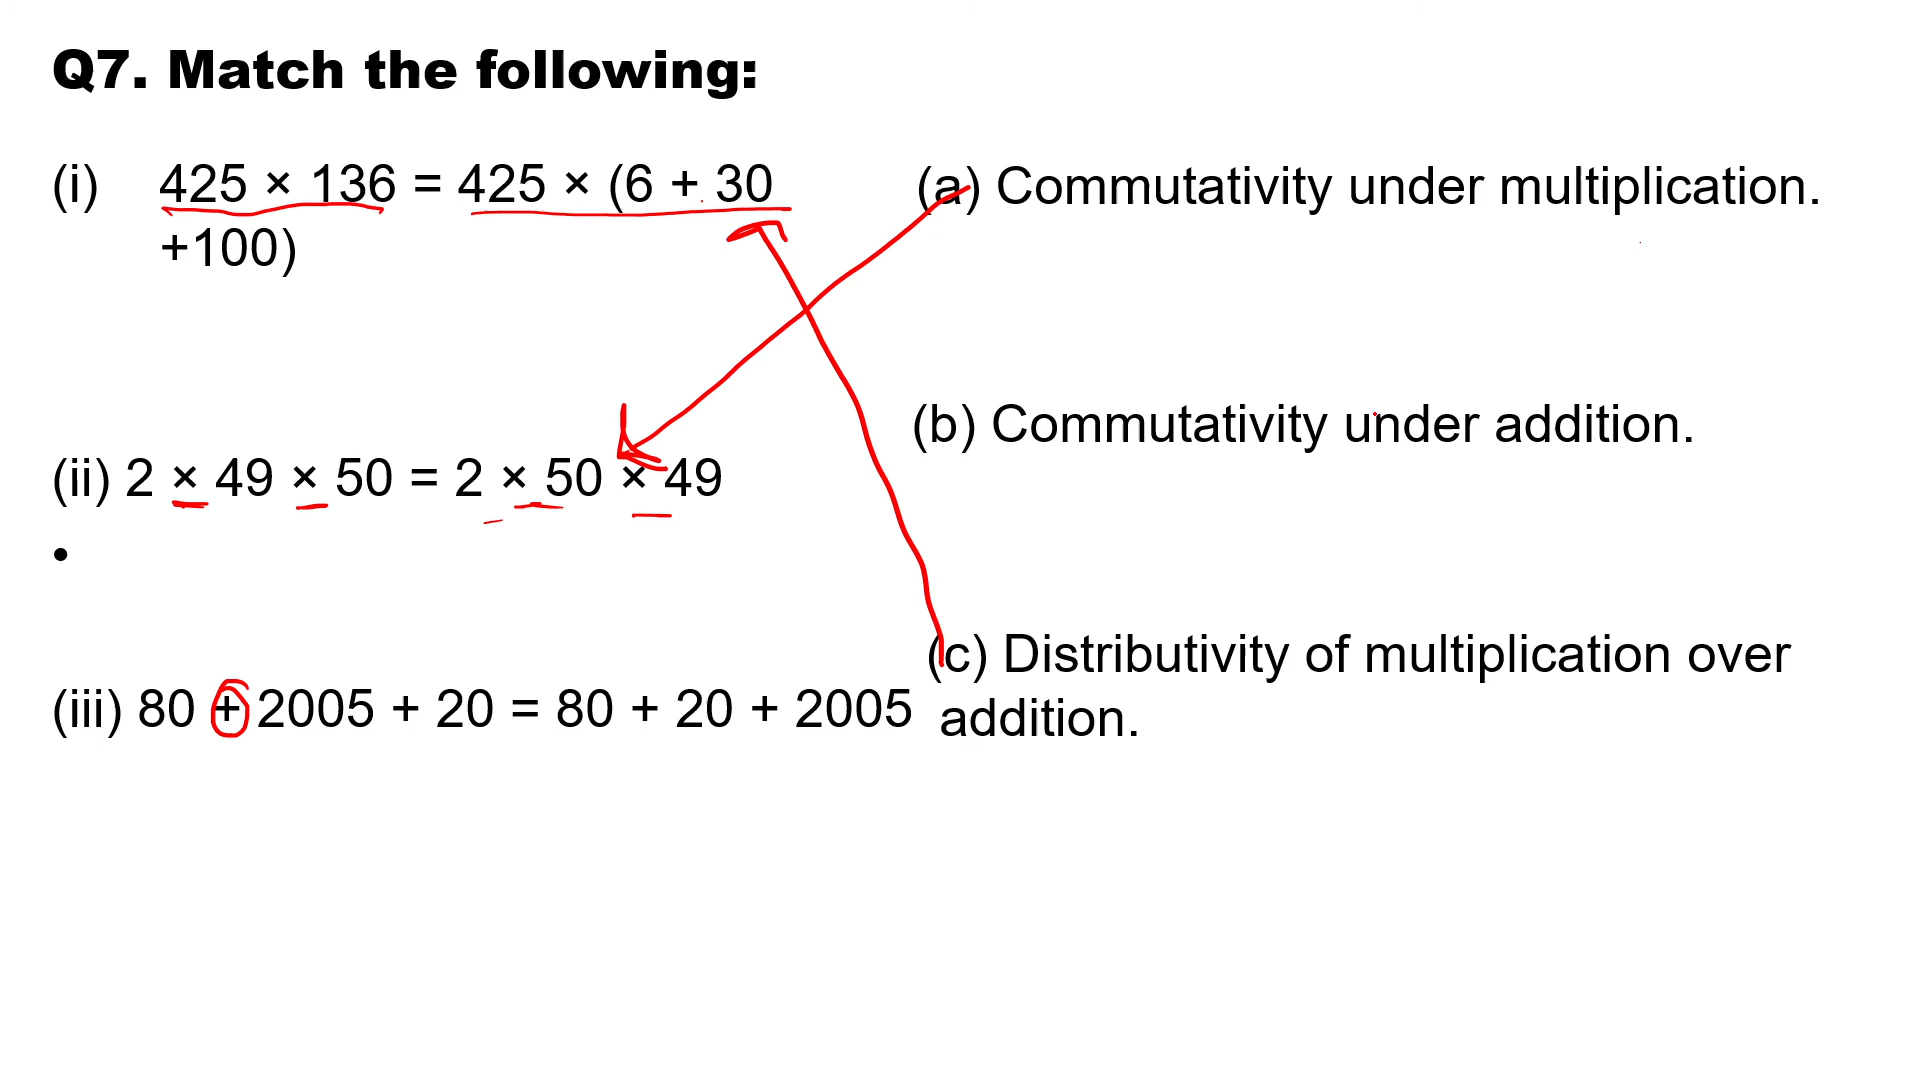 Q7. Match the following:
(i) 425 × 136 = 425 × (6 + 30
+100)
(a) Commutativity under multiplication.
(b) Commutativity under addition.
(ii) 2 × 49 × 50 = 2 × 50 × 49
•
(c) Distributivity of multiplication over
addition.
(iii) 80 + 2005 + 20 = 80 + 20 + 2005